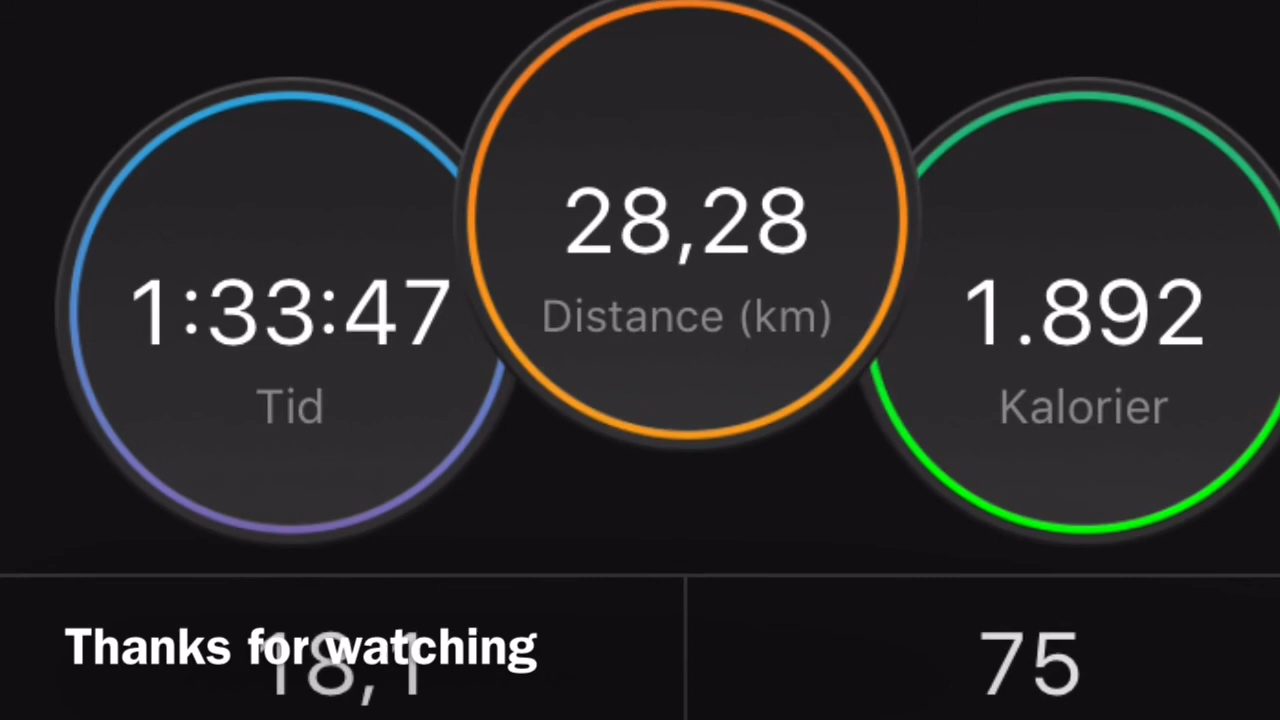 28,28
Distance (km)
1:33:47
Tid
1.892
Kalorier
Thanks for watching
18,1
75